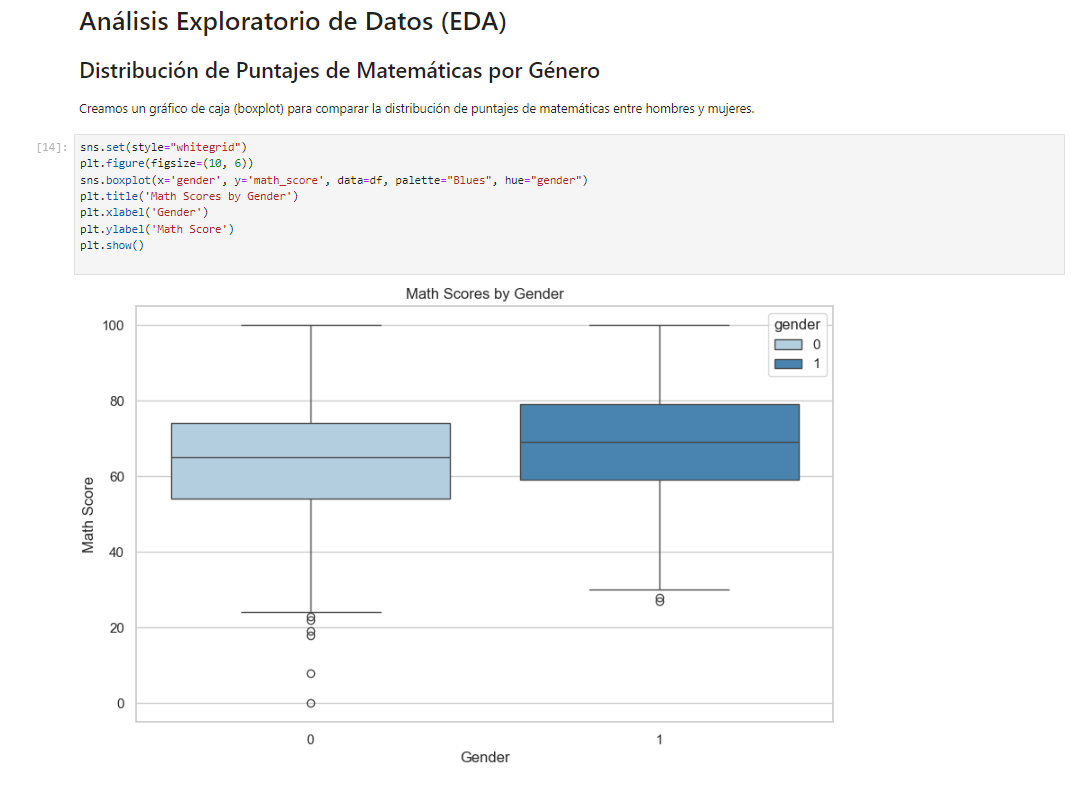 Análisis Exploratorio de Datos (EDA)
Distribución de Puntajes de Matemáticas por Género
Creamos un gráfico de caja (boxplot) para comparar la distribución de puntajes de matemáticas entre hombres y mujeres.
[14]:
sns.set(style="whitegrid")
plt.figure(figsize=(10, 6))
sns.boxplot(x='gender', y='math_score', data=df, palette="Blues", hue="gender")
plt.title('Math Scores by Gender')
plt.xlabel('Gender')
plt.ylabel('Math Score')
plt.show()
Math Scores by Gender
gender
0
1
100
80
60
40
20
0
Math Score
0
1
Gender